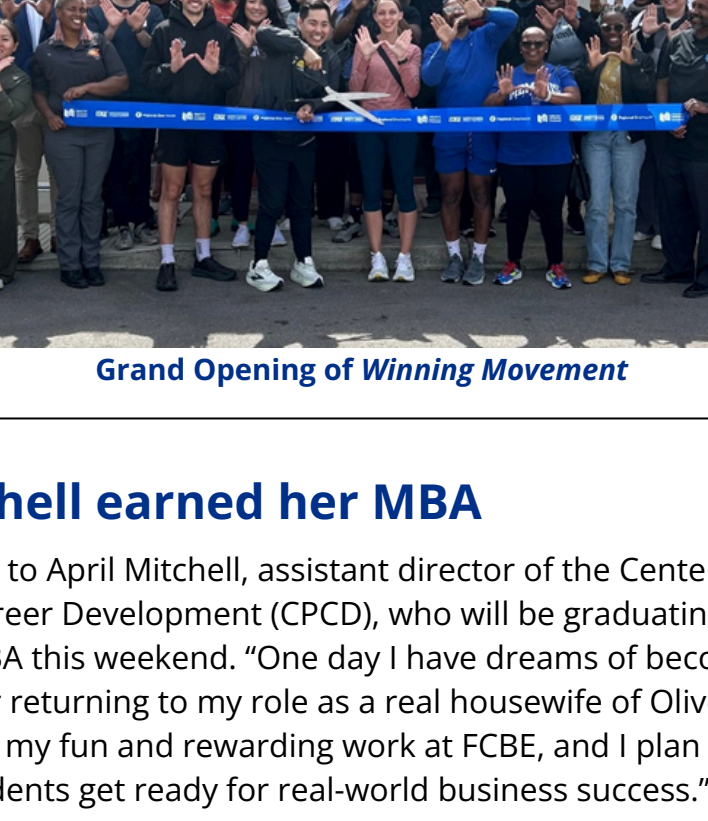 Grand Opening of Winning Movement
hell earned her MBA
to April Mitchell, assistant director of the Cente
reer Development (CPCD), who will be graduatin
BA this weekend. “One day I have dreams of beco
returning to my role as a real housewife of Oliv
my fun and rewarding work at FCBE, and I plan
dents get ready for real-world business success.”